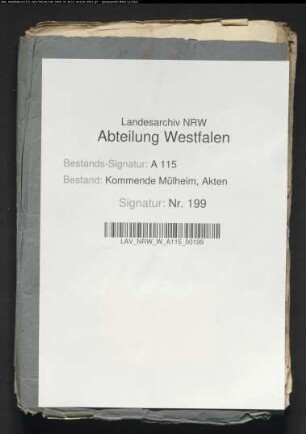 Landesarchiv NRW
Abteilung Westfalen
Bestands-Signatur: A 115
Bestand: Kommende Mülheim, Akten
Signatur: Nr. 199
LAV_NRW_W_A115_00199